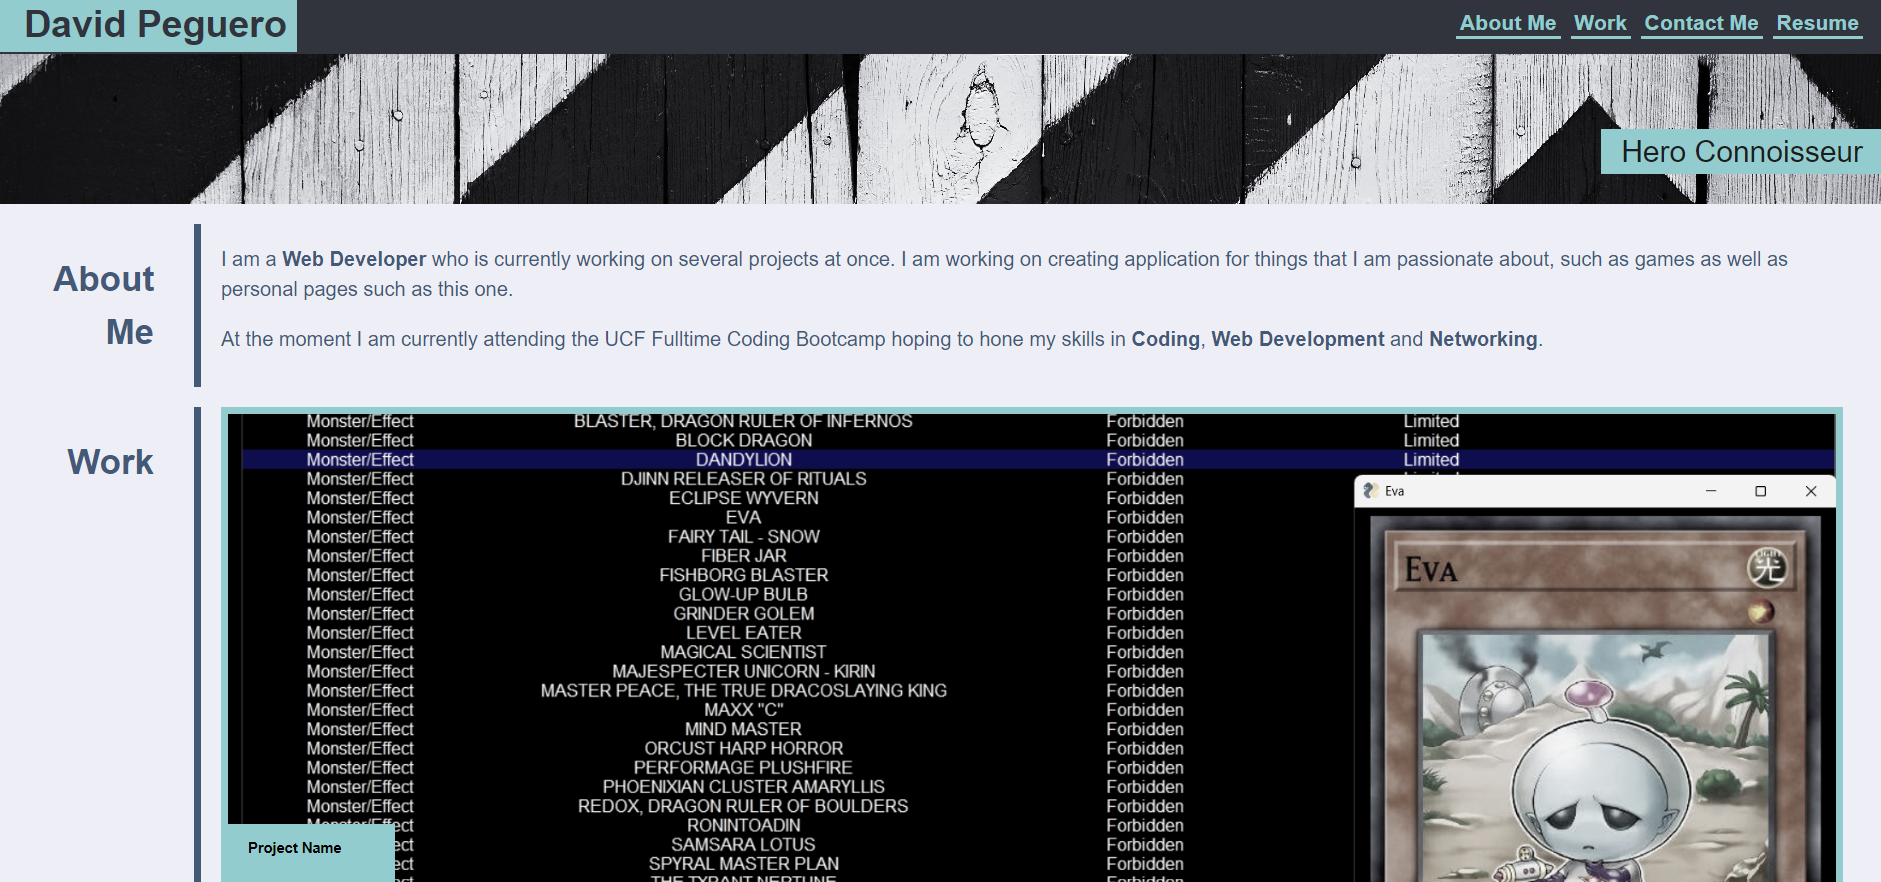 David Peguero
About Me Work Contact Me Resume
Hero Connoisseur
About
Me
I am a Web Developer who is currently working on several projects at once. I am working on creating application for things that I am passionate about, such as games as well as
personal pages such as this one.
At the moment I am currently attending the UCF Fulltime Coding Bootcamp hoping to hone my skills in Coding, Web Development and Networking.
Work
Monster/Effect BLASTER, DRAGON RULER OF INFERNOS Forbidden Limited
Monster/Effect BLOCK DRAGON Forbidden Limited
Monster/Effect DANDYLION Forbidden Limited
Monster/Effect DJINN RELEASER OF RITUALS Forbidden
Monster/Effect ECLIPSE WYVERN Forbidden
Monster/Effect EVA Forbidden
Monster/Effect FAIRY TAIL - SNOW Forbidden
Monster/Effect FIBER JAR Forbidden
Monster/Effect FISHBORG BLASTER Forbidden
Monster/Effect GLOW-UP BULB Forbidden
Monster/Effect GRINDER GOLEM Forbidden
Monster/Effect LEVEL EATER Forbidden
Monster/Effect MAGICAL SCIENTIST Forbidden
Monster/Effect MAJESPECTER UNICORN - KIRIN Forbidden
Monster/Effect MASTER PEACE, THE TRUE DRACOSLAYING KING Forbidden
Monster/Effect MAXX "C" Forbidden
Monster/Effect MIND MASTER Forbidden
Monster/Effect ORCUST HARP HORROR Forbidden
Monster/Effect PERFORMAGE PLUSHFIRE Forbidden
Monster/Effect PHOENIXIAN CLUSTER AMARYLLIS Forbidden
Monster/Effect REDOX, DRAGON RULER OF BOULDERS Forbidden
RONINTOADIN Forbidden
SAMSARA LOTUS Forbidden
SPYRAL MASTER PLAN Forbidden
THE TYRANT NEPTUNE Forbidden
Project Name
Eva
EVA
LIGHT
光